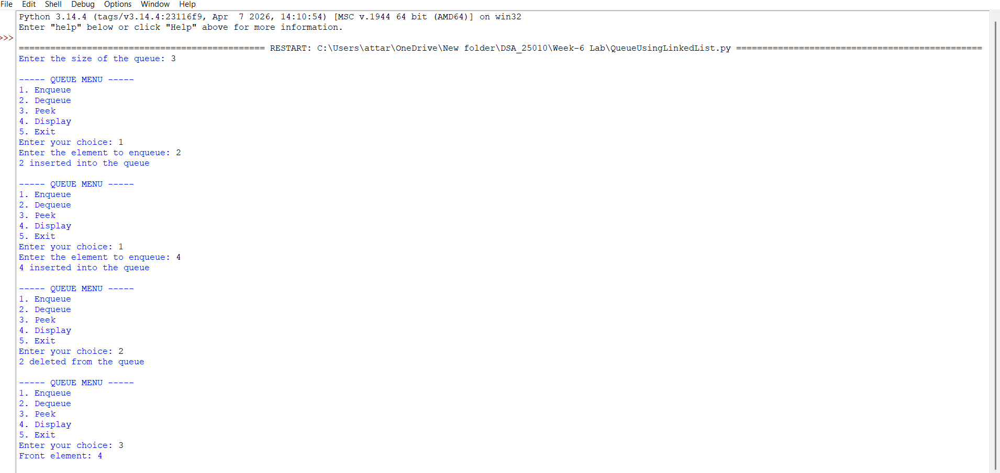 File Edit Shell Debug Options Window Help
Python 3.14.4 (tags/v3.14.4:23116f9, Apr  7 2026, 14:10:54) [MSC v.1944 64 bit (AMD64)] on win32
Enter "help" below or click "Help" above for more information.
>>>
=============================================== RESTART: C:\Users\attar\OneDrive\New folder\DSA_25010\Week-6 Lab\QueueUsingLinkedList.py ===============================================
Enter the size of the queue: 3
----- QUEUE MENU -----
1. Enqueue
2. Dequeue
3. Peek
4. Display
5. Exit
Enter your choice: 1
Enter the element to enqueue: 2
2 inserted into the queue
----- QUEUE MENU -----
1. Enqueue
2. Dequeue
3. Peek
4. Display
5. Exit
Enter your choice: 1
Enter the element to enqueue: 4
4 inserted into the queue
----- QUEUE MENU -----
1. Enqueue
2. Dequeue
3. Peek
4. Display
5. Exit
Enter your choice: 2
2 deleted from the queue
----- QUEUE MENU -----
1. Enqueue
2. Dequeue
3. Peek
4. Display
5. Exit
Enter your choice: 3
Front element: 4